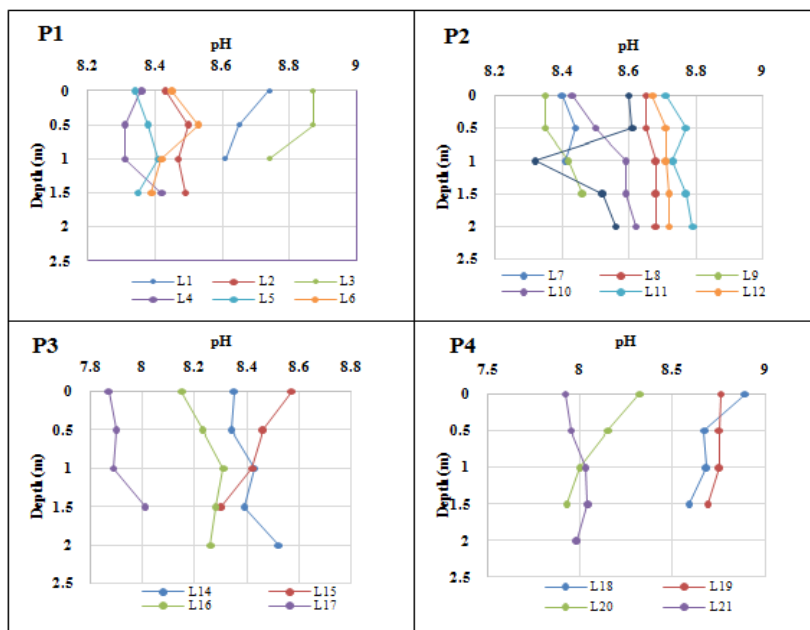 P1
pH
8.2 8.4 8.6 8.8 9
0
0.5
1
1.5
2
2.5
Depth(m)
L1 L2 L3
L4 L5 L6
P2
pH
8.2 8.4 8.6 8.8 9
0
0.5
1
1.5
2
2.5
Depth(m)
L7 L8 L9
L10 L11 L12
P3
pH
7.8 8 8.2 8.4 8.6 8.8
0
0.5
1
1.5
2
2.5
Depth(m)
L14 L15
L16 L17
P4
pH
7.5 8 8.5 9
0
0.5
1
1.5
2
2.5
Depth(m)
L18 L19
L20 L21